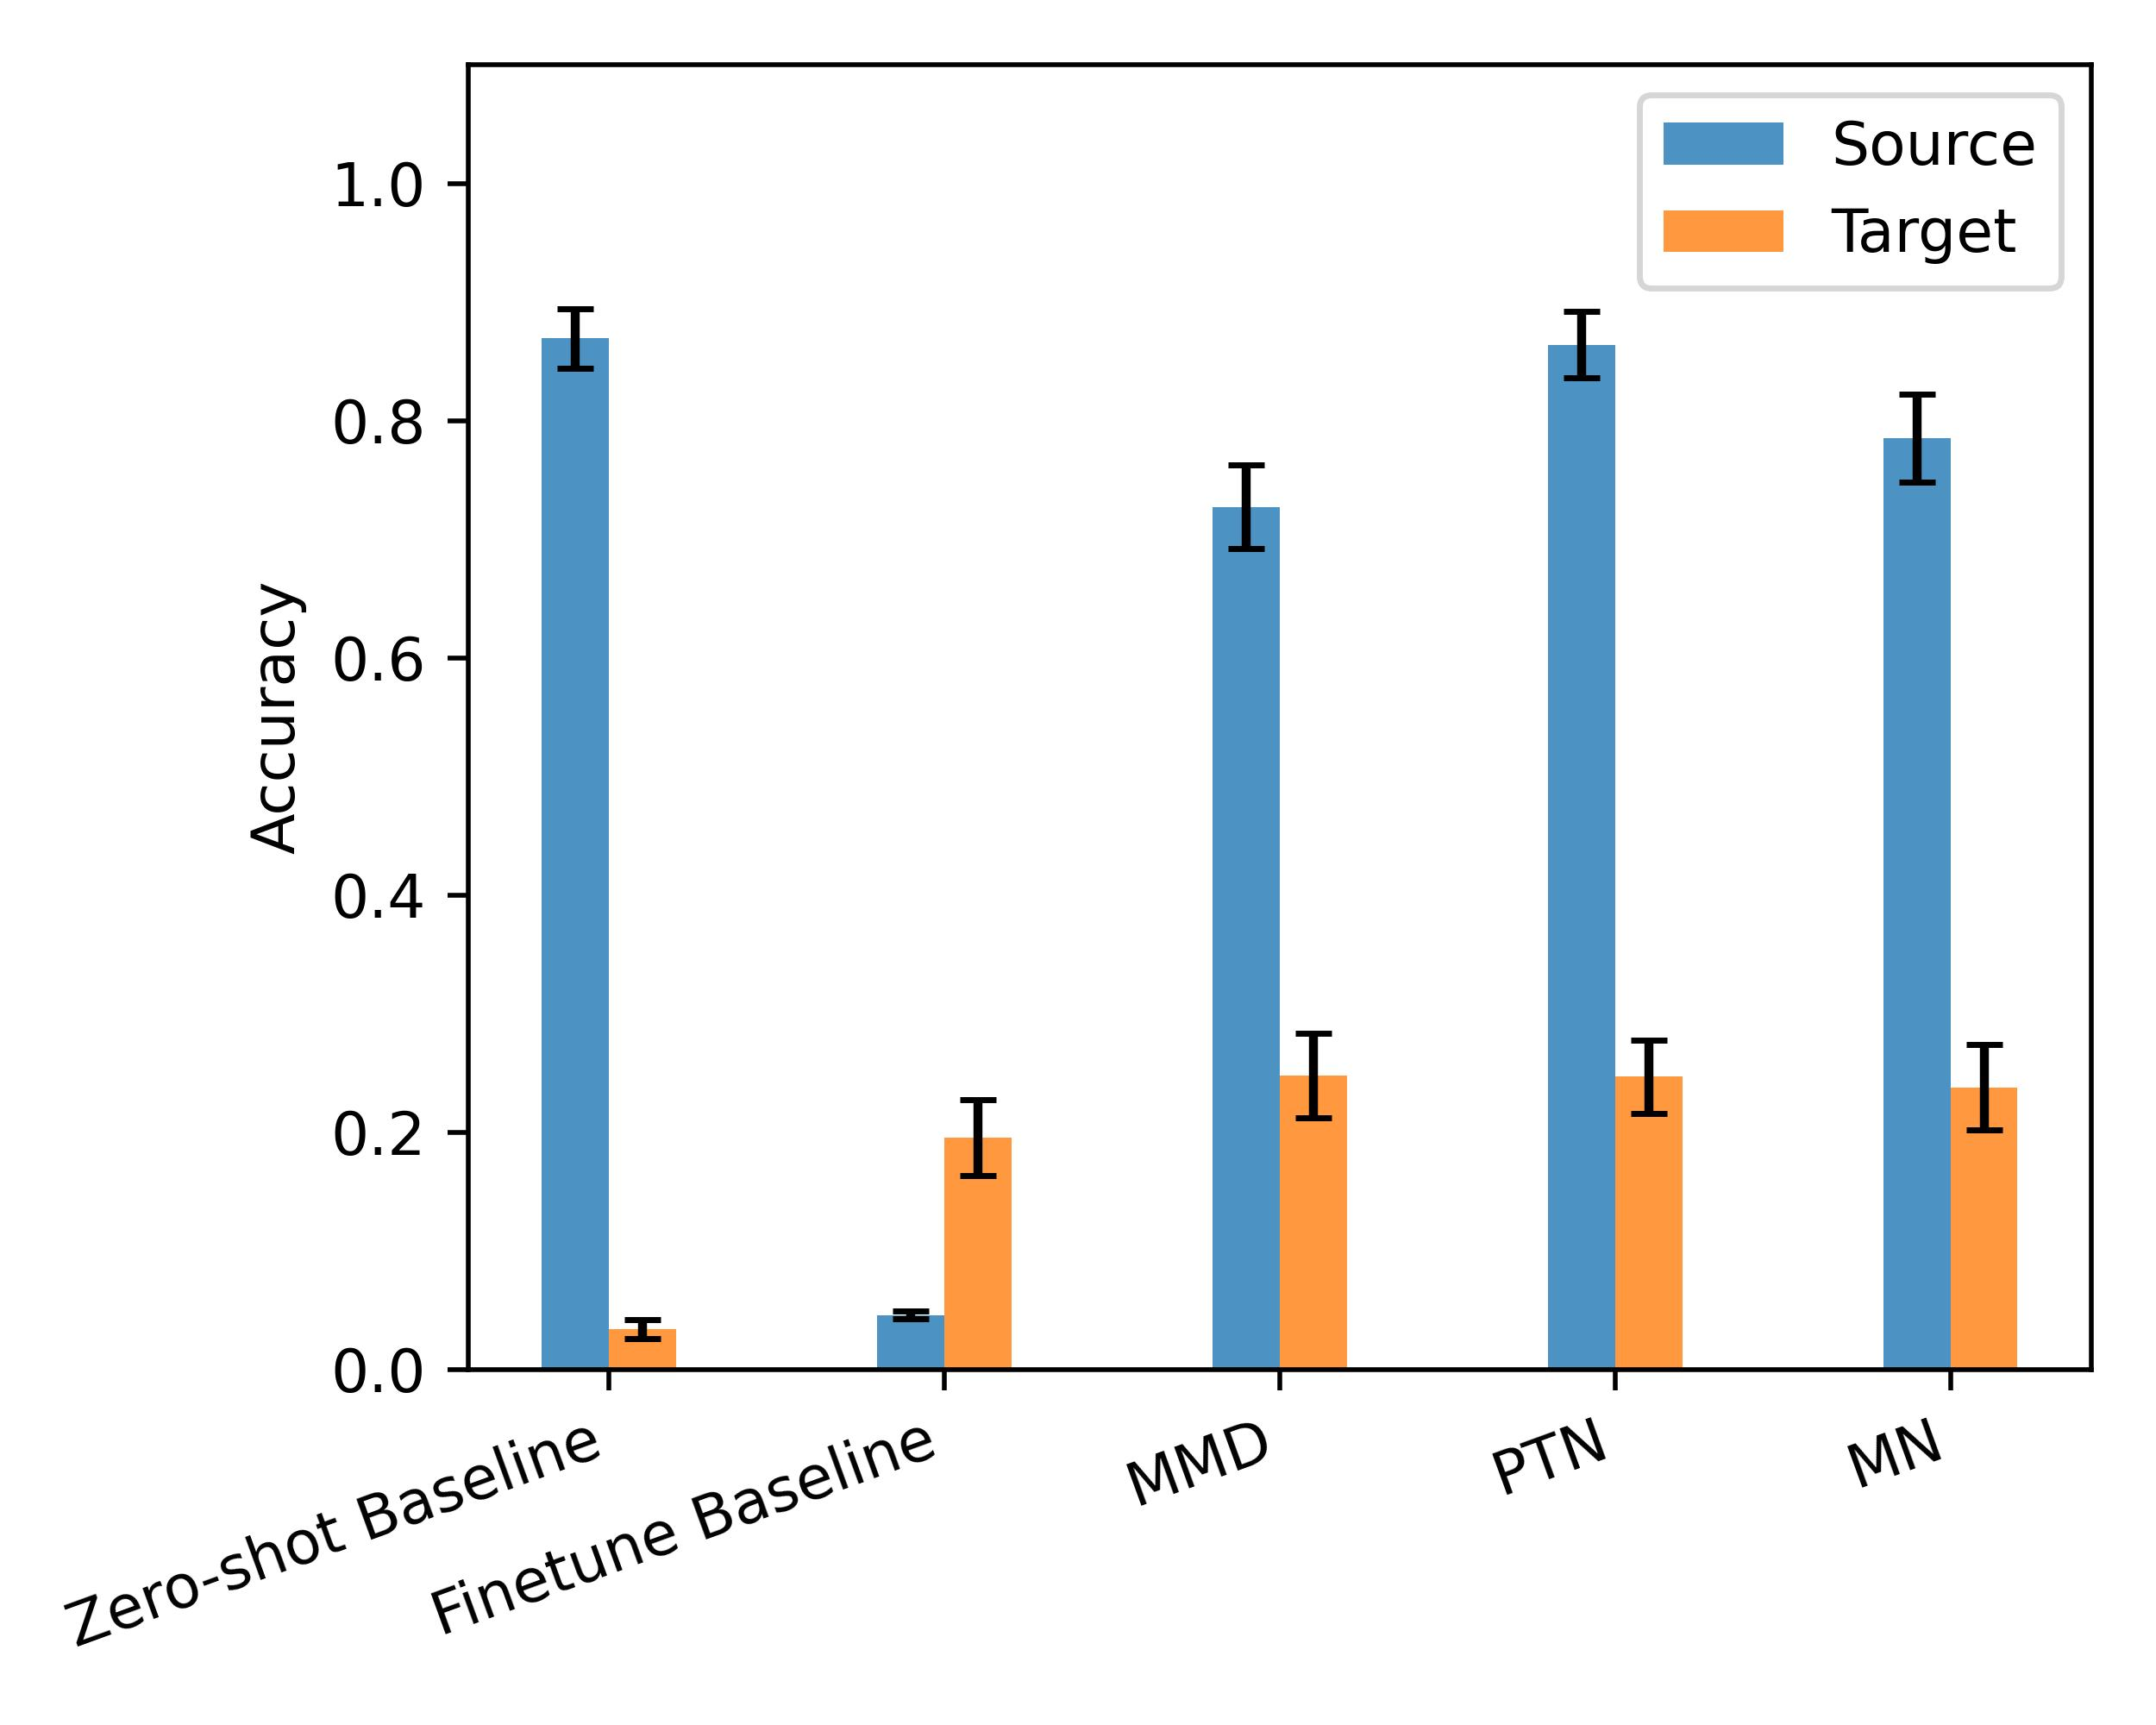 Source
Target
1.0
0.8
0.6
0.4
0.2
0.0
Accuracy
Zero-shot Baseline
Finetune Baseline
MMD
PTN
MN